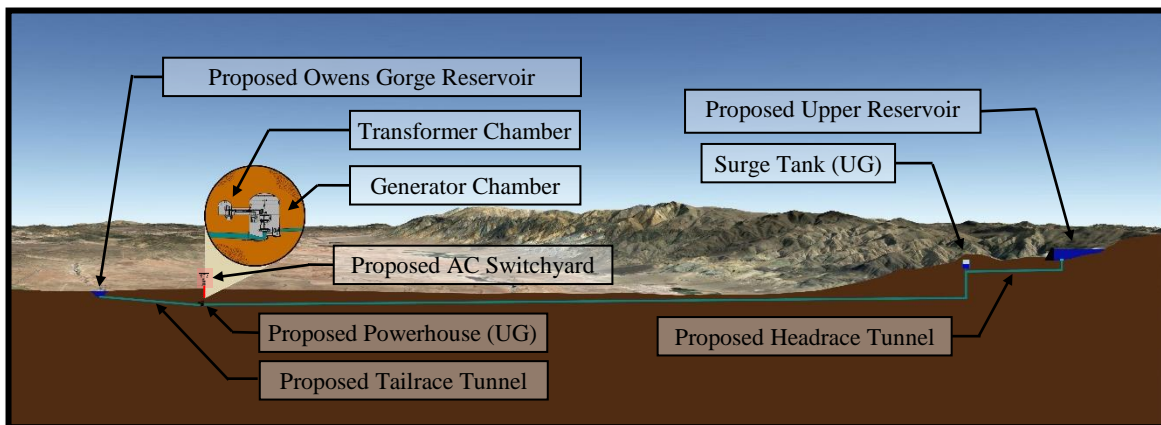 Proposed Owens Gorge Reservoir
Transformer Chamber
Generator Chamber
Proposed AC Switchyard
Proposed Powerhouse (UG)
Proposed Tailrace Tunnel
Proposed Upper Reservoir
Surge Tank (UG)
Proposed Headrace Tunnel